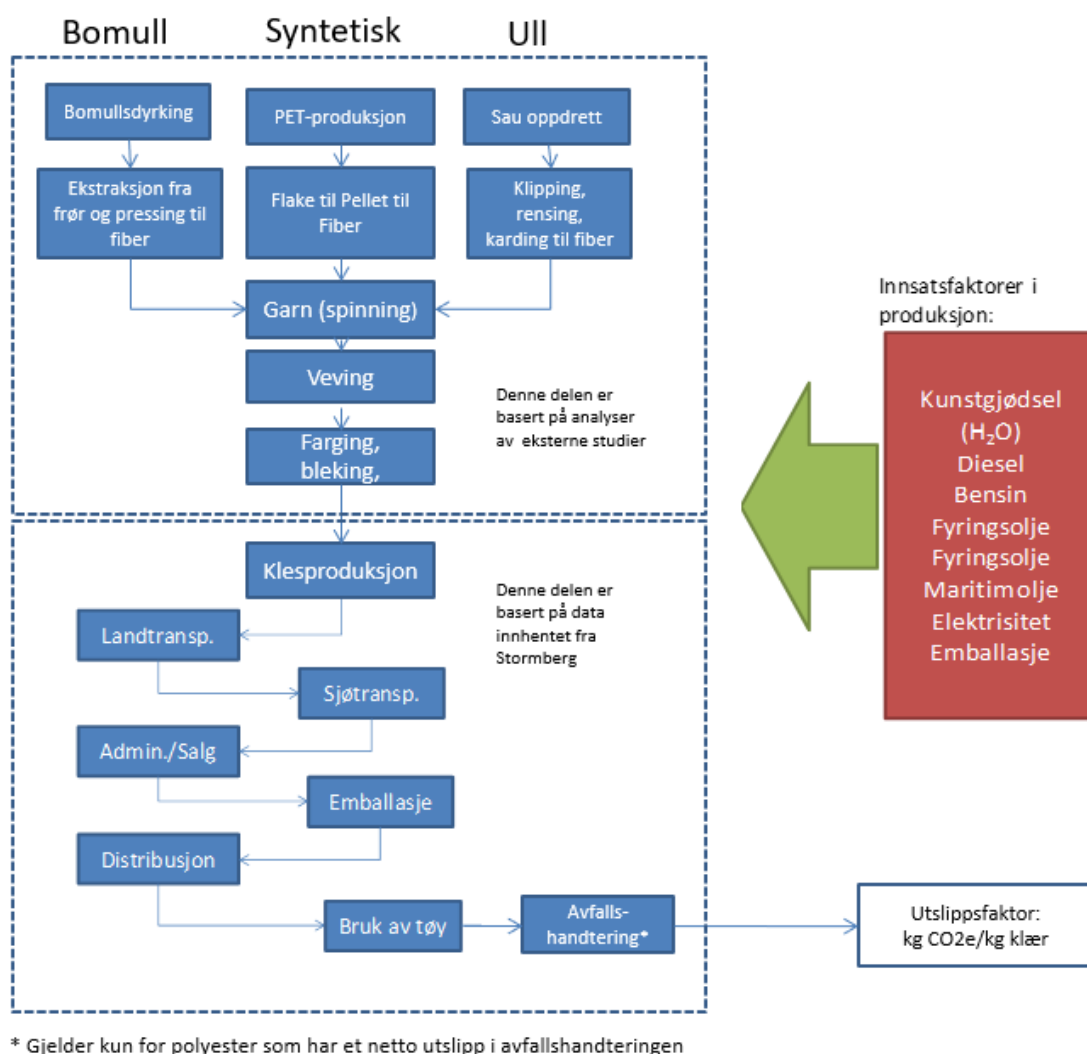 Bomull
Syntetisk
Ull
Bomullsdyrking
PET-produksjon
Sau oppdrett
Ekstraksjon fra
frør og pressing til
fiber
Flake til Pellet til
Fiber
Klipping,
rensing,
karding til fiber
Garn (spinning)
Veving
Farging,
bleking,
Denne delen er
basert på analyser
av eksterne studier
Innsatsfaktorer i
produksjon:
Kunstgjødsel
(H₂O)
Diesel
Bensin
Fyringsolje
Fyringsolje
Maritimolje
Elektrisitet
Emballasje
Klesproduksjon
Denne delen er
basert på data
innhentet fra
Stormberg
Landtransp.
Sjøtransp.
Admin./Salg
Emballasje
Distribusjon
Bruk av tøy
Avfalls-
handtering*
Utslippsfaktor:
kg CO2e/kg klær
* Gjelder kun for polyester som har et netto utslipp i avfallshandteringen